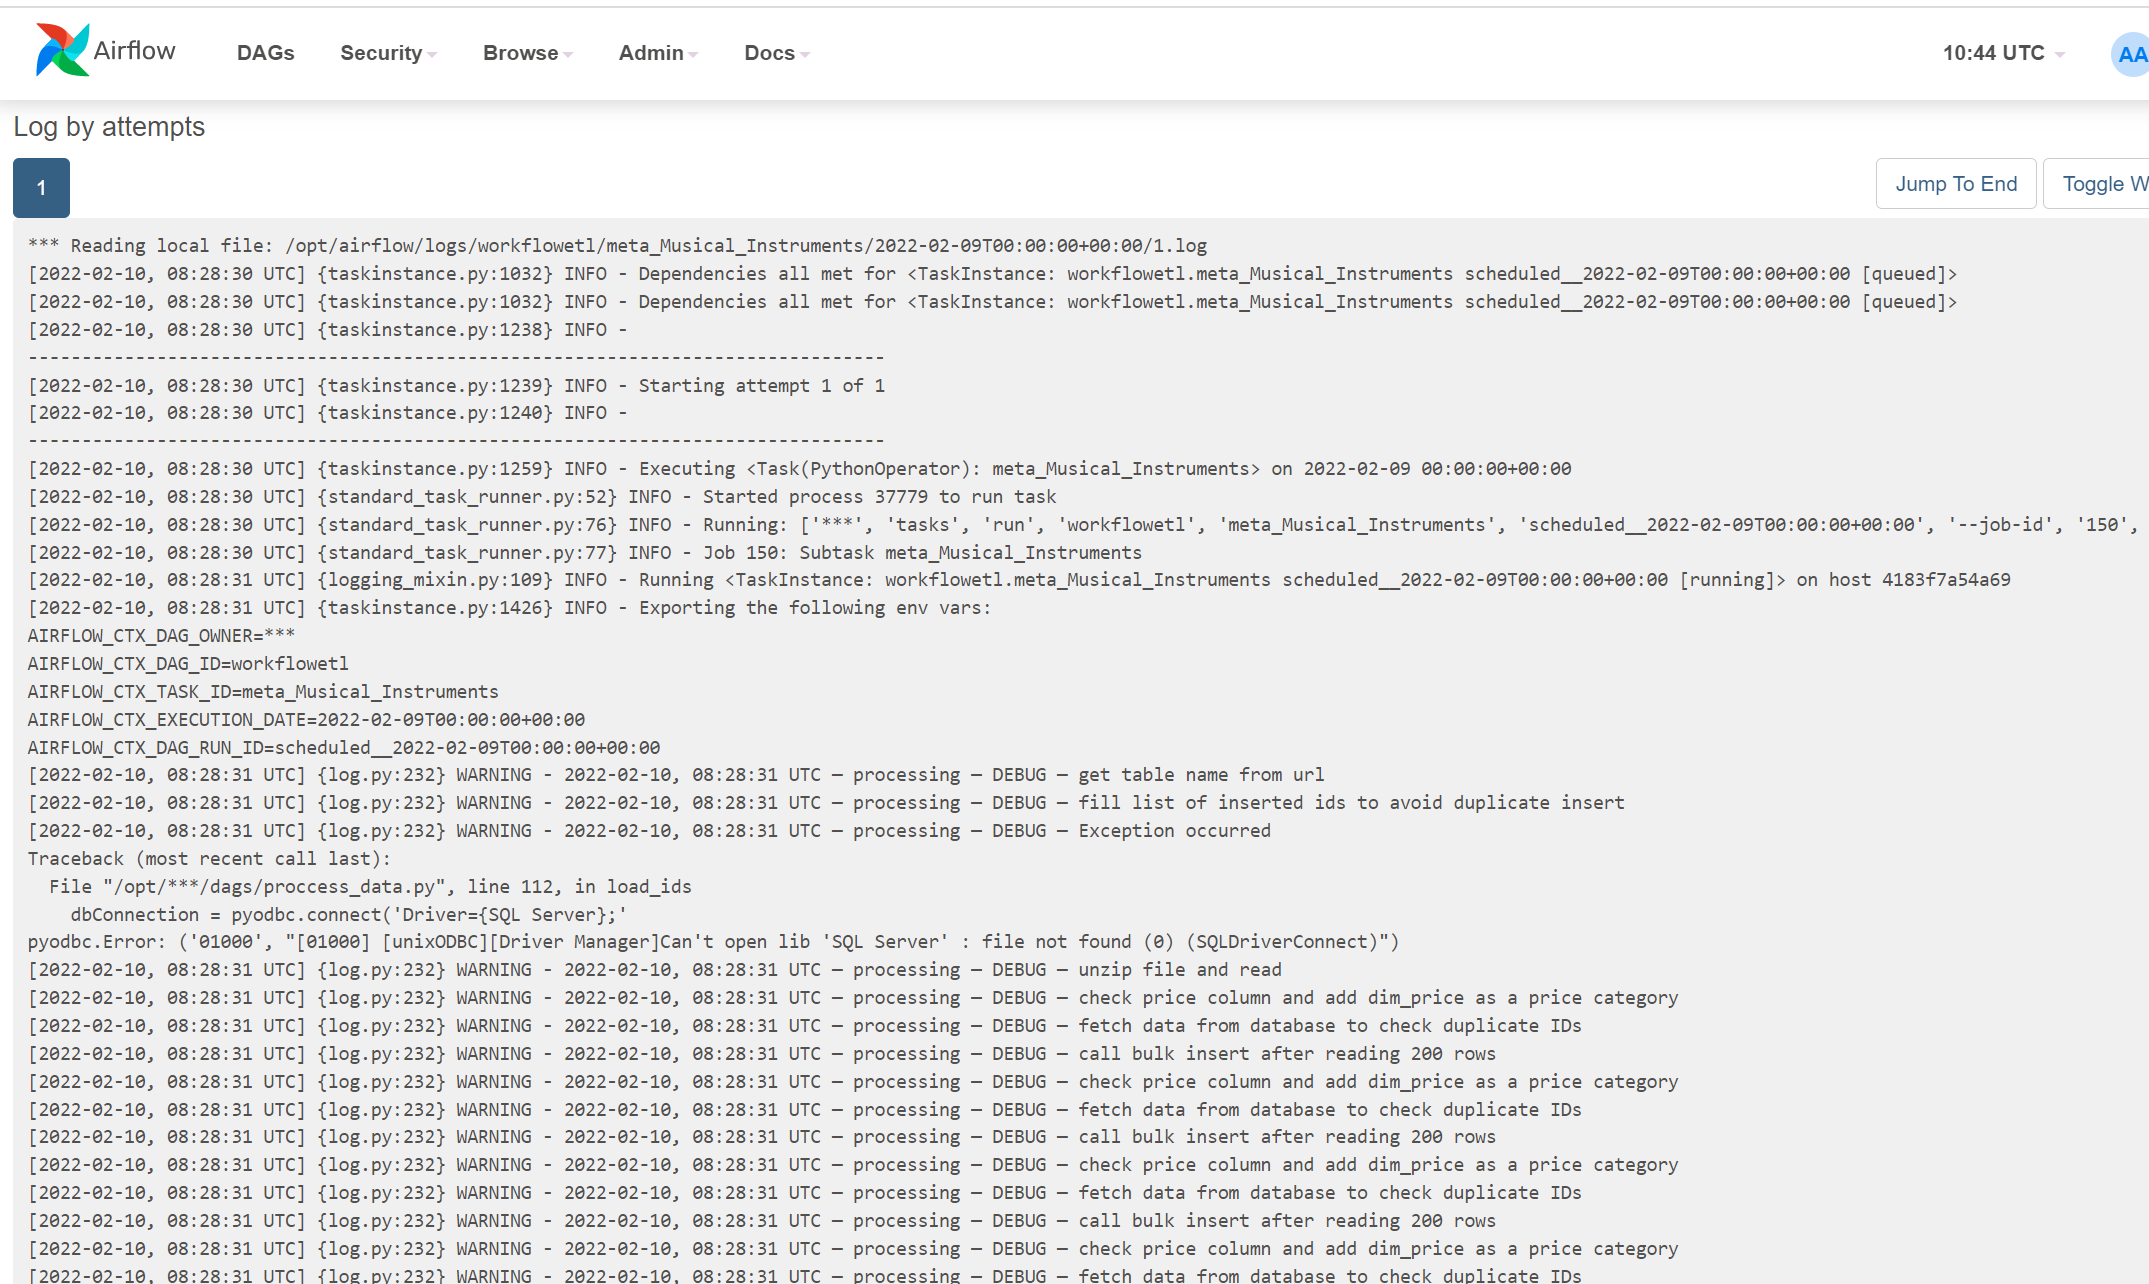 Airflow DAGs Security Browse Admin Docs 10:44 UTC AA
Log by attempts
1 Jump To End Toggle W
*** Reading local file: /opt/airflow/logs/workflowetl/meta_Musical_Instruments/2022-02-09T00:00:00+00:00/1.log
[2022-02-10, 08:28:30 UTC] {taskinstance.py:1032} INFO - Dependencies all met for <TaskInstance: workflowetl.meta_Musical_Instruments scheduled__2022-02-09T00:00:00+00:00 [queued]>
[2022-02-10, 08:28:30 UTC] {taskinstance.py:1032} INFO - Dependencies all met for <TaskInstance: workflowetl.meta_Musical_Instruments scheduled__2022-02-09T00:00:00+00:00 [queued]>
[2022-02-10, 08:28:30 UTC] {taskinstance.py:1238} INFO -
--------------------------------------------------------------------------------
[2022-02-10, 08:28:30 UTC] {taskinstance.py:1239} INFO - Starting attempt 1 of 1
[2022-02-10, 08:28:30 UTC] {taskinstance.py:1240} INFO -
--------------------------------------------------------------------------------
[2022-02-10, 08:28:30 UTC] {taskinstance.py:1259} INFO - Executing <Task(PythonOperator): meta_Musical_Instruments> on 2022-02-09 00:00:00+00:00
[2022-02-10, 08:28:30 UTC] {standard_task_runner.py:52} INFO - Started process 37779 to run task
[2022-02-10, 08:28:30 UTC] {standard_task_runner.py:76} INFO - Running: ['***', 'tasks', 'run', 'workflowetl', 'meta_Musical_Instruments', 'scheduled__2022-02-09T00:00:00+00:00', '--job-id', '150',
[2022-02-10, 08:28:30 UTC] {standard_task_runner.py:77} INFO - Job 150: Subtask meta_Musical_Instruments
[2022-02-10, 08:28:31 UTC] {logging_mixin.py:109} INFO - Running <TaskInstance: workflowetl.meta_Musical_Instruments scheduled__2022-02-09T00:00:00+00:00 [running]> on host 4183f7a54a69
[2022-02-10, 08:28:31 UTC] {taskinstance.py:1426} INFO - Exporting the following env vars:
AIRFLOW_CTX_DAG_OWNER=***
AIRFLOW_CTX_DAG_ID=workflowetl
AIRFLOW_CTX_TASK_ID=meta_Musical_Instruments
AIRFLOW_CTX_EXECUTION_DATE=2022-02-09T00:00:00+00:00
AIRFLOW_CTX_DAG_RUN_ID=scheduled__2022-02-09T00:00:00+00:00
[2022-02-10, 08:28:31 UTC] {log.py:232} WARNING - 2022-02-10, 08:28:31 UTC — processing — DEBUG — get table name from url
[2022-02-10, 08:28:31 UTC] {log.py:232} WARNING - 2022-02-10, 08:28:31 UTC — processing — DEBUG — fill list of inserted ids to avoid duplicate insert
[2022-02-10, 08:28:31 UTC] {log.py:232} WARNING - 2022-02-10, 08:28:31 UTC — processing — DEBUG — Exception occurred
Traceback (most recent call last):
  File "/opt/***/dags/proccess_data.py", line 112, in load_ids
    dbConnection = pyodbc.connect('Driver={SQL Server};'
pyodbc.Error: ('01000', "[01000] [unixODBC][Driver Manager]Can't open lib 'SQL Server' : file not found (0) (SQLDriverConnect)")
[2022-02-10, 08:28:31 UTC] {log.py:232} WARNING - 2022-02-10, 08:28:31 UTC — processing — DEBUG — unzip file and read
[2022-02-10, 08:28:31 UTC] {log.py:232} WARNING - 2022-02-10, 08:28:31 UTC — processing — DEBUG — check price column and add dim_price as a price category
[2022-02-10, 08:28:31 UTC] {log.py:232} WARNING - 2022-02-10, 08:28:31 UTC — processing — DEBUG — fetch data from database to check duplicate IDs
[2022-02-10, 08:28:31 UTC] {log.py:232} WARNING - 2022-02-10, 08:28:31 UTC — processing — DEBUG — call bulk insert after reading 200 rows
[2022-02-10, 08:28:31 UTC] {log.py:232} WARNING - 2022-02-10, 08:28:31 UTC — processing — DEBUG — check price column and add dim_price as a price category
[2022-02-10, 08:28:31 UTC] {log.py:232} WARNING - 2022-02-10, 08:28:31 UTC — processing — DEBUG — fetch data from database to check duplicate IDs
[2022-02-10, 08:28:31 UTC] {log.py:232} WARNING - 2022-02-10, 08:28:31 UTC — processing — DEBUG — call bulk insert after reading 200 rows
[2022-02-10, 08:28:31 UTC] {log.py:232} WARNING - 2022-02-10, 08:28:31 UTC — processing — DEBUG — check price column and add dim_price as a price category
[2022-02-10, 08:28:31 UTC] {log.py:232} WARNING - 2022-02-10, 08:28:31 UTC — processing — DEBUG — fetch data from database to check duplicate IDs
[2022-02-10, 08:28:31 UTC] {log.py:232} WARNING - 2022-02-10, 08:28:31 UTC — processing — DEBUG — call bulk insert after reading 200 rows
[2022-02-10, 08:28:31 UTC] {log.py:232} WARNING - 2022-02-10, 08:28:31 UTC — processing — DEBUG — check price column and add dim_price as a price category
[2022-02-10, 08:28:31 UTC] {log.py:232} WARNING - 2022-02-10, 08:28:31 UTC — processing — DEBUG — fetch data from database to check duplicate IDs